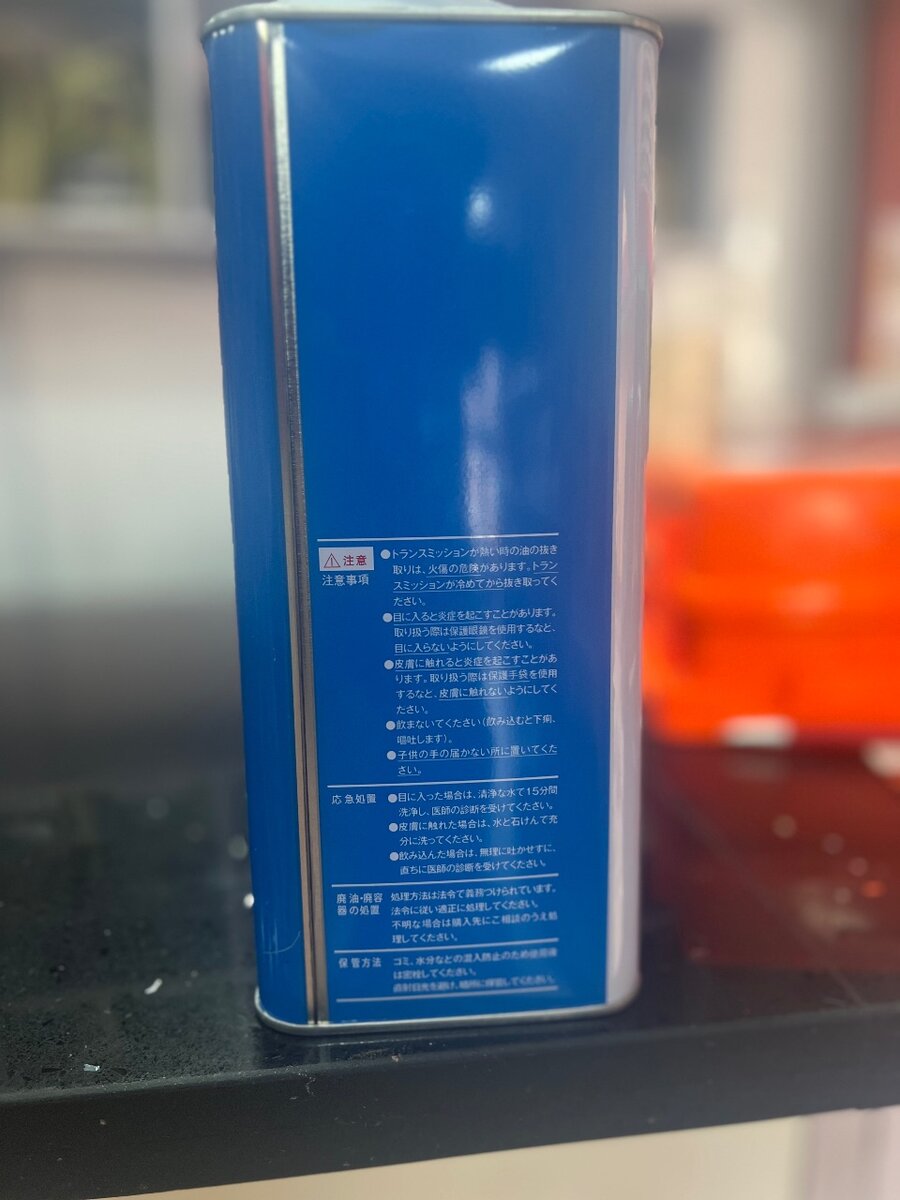 注意
注意事項
●トランスミッションが熱い時の油の抜き
取りは、火傷の危険があります。トラン
スミッションが冷めてから抜き取ってく
ださい。
●目に入ると炎症を起こすことがあります。
取り扱う際は保護眼鏡を使用するなど、
目に入らないようにしてください。
●皮膚に触れると炎症を起こすことがあ
ります。取り扱う際は保護手袋を使用
するなど、皮膚に触れないようにしてく
ださい。
●飲まないでください(飲み込むと下痢、
嘔吐します)。
●子供の手の届かない所に置いてくだ
さい。
応急処置
●目に入った場合は、清浄な水で15分間
洗浄し、医師の診断を受けてください。
●皮膚に触れた場合は、水と石けんで充
分に洗ってください。
●飲み込んだ場合は、無理に吐かせずに、
直ちに医師の診断を受けてください。
廃油・廃容
器の処置
処理方法は法令で義務づけられています。
法令に従い適正に処理してください。
不明な場合は購入先にご相談のうえ処
理してください。
保管方法
ゴミ、水分などの混入防止のため使用後
は密栓してください。
直射日光を避け、暗所に保管してください。